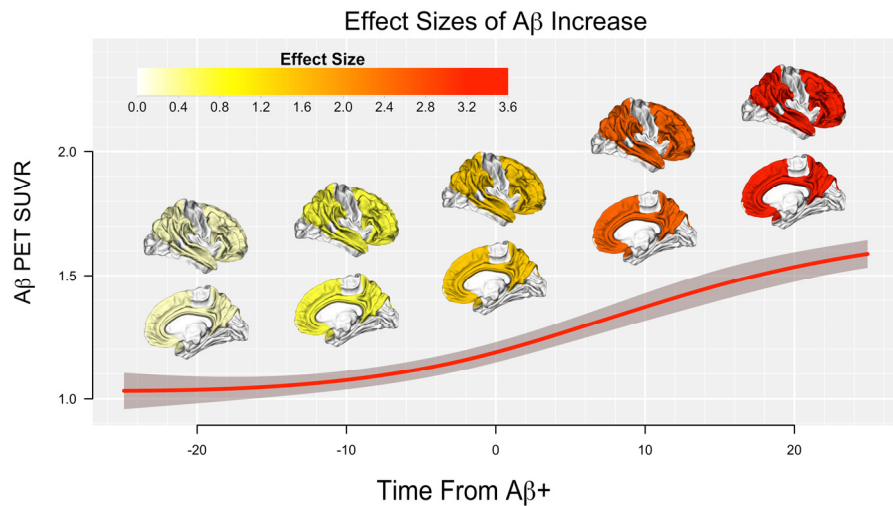 Effect Sizes of Aβ Increase
Effect Size
0.0 0.4 0.8 1.2 1.6 2.0 2.4 2.8 3.2 3.6
Aβ PET SUVR
2.0
1.5
1.0
-20 -10 0 10 20
Time From Aβ+